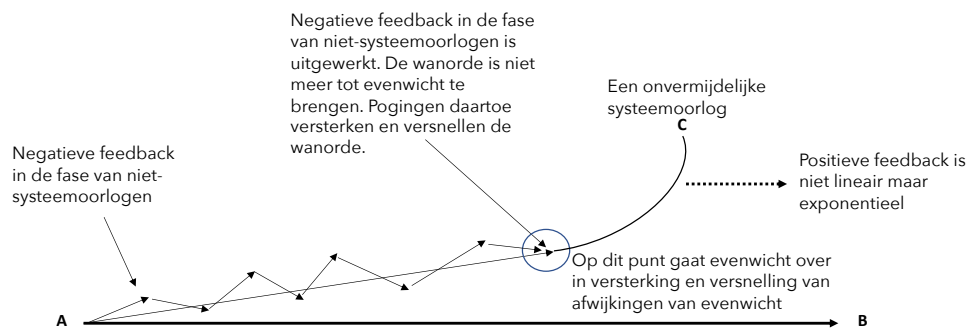 Negatieve feedback in de fase
van niet-systeemoorlogen is
uitgewerkt. De wanorde is niet
meer tot evenwicht te
brengen. Pogingen daartoe
versterken en versnellen de
wanorde.
Een onvermijdelijke
systeemoorlog
C
Negatieve feedback
in de fase van niet-
systeemoorlogen
Positieve feedback is
niet lineair maar
exponentieel
Op dit punt gaat evenwicht over
in versterking en versnelling van
afwijkingen van evenwicht
A
B